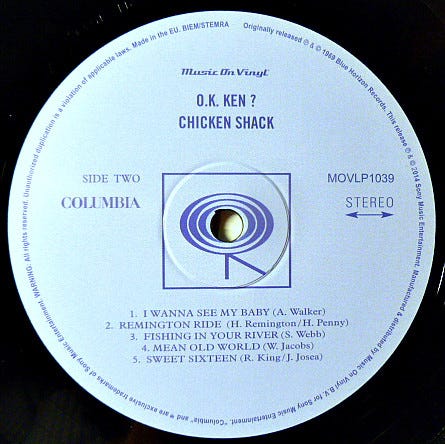 Music On Vinyl
O.K. KEN ?
CHICKEN SHACK
SIDE TWO
COLUMBIA
MOVLP1039
STEREO
1. I WANNA SEE MY BABY (A. Walker)
2. REMINGTON RIDE (H. Remington/H. Penny)
3. FISHING IN YOUR RIVER (S. Webb)
4. MEAN OLD WORLD (W. Jacobs)
5. SWEET SIXTEEN (R. King/J. Josea)
Originally released ℗ & © 1969 Blue Horizon Records. This release ℗ & © 2014 Sony Music Entertainment. Manufactured & distributed by Music On Vinyl B.V. for Sony Music Entertainment. "Columbia" and are exclusive trademarks of Sony Music Entertainment. WARNING: All rights reserved. Unauthorized duplication is a violation of applicable laws. Made in the EU. BIEM/STEMRA